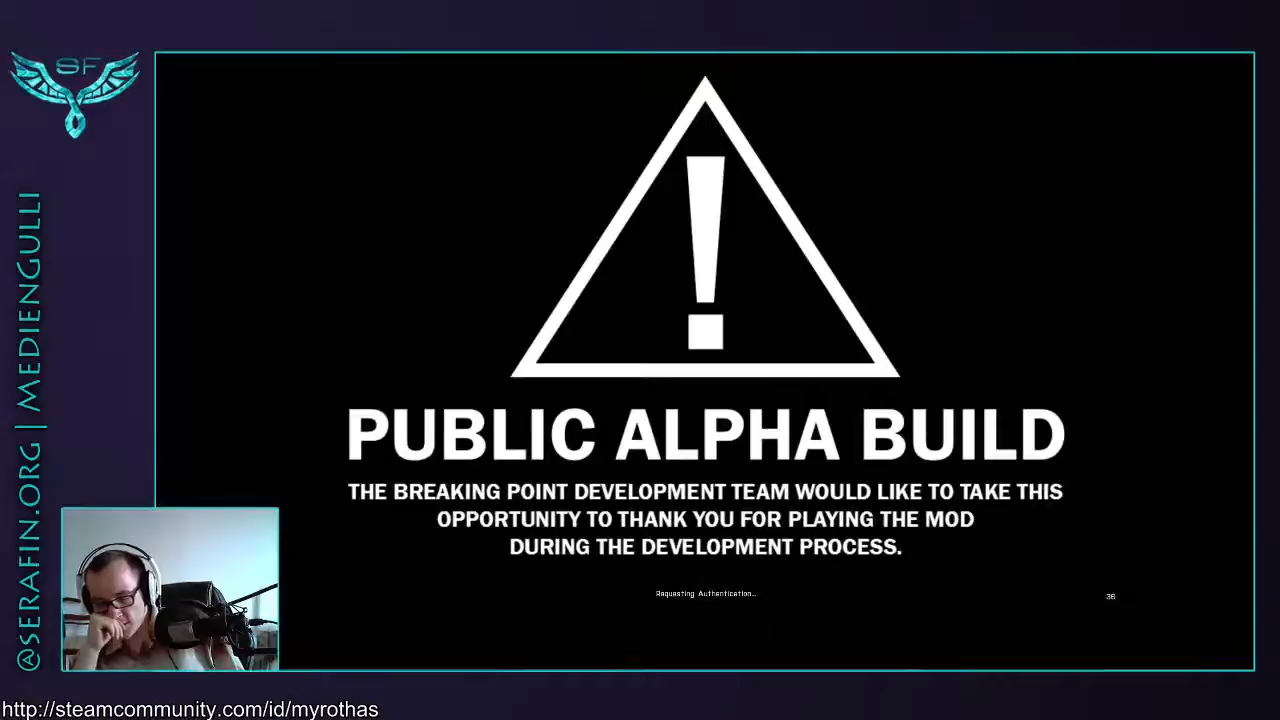 SF
@SERAFIN.ORG | MEDIENGULLI
!
PUBLIC ALPHA BUILD
THE BREAKING POINT DEVELOPMENT TEAM WOULD LIKE TO TAKE THIS
OPPORTUNITY TO THANK YOU FOR PLAYING THE MOD
DURING THE DEVELOPMENT PROCESS.
Requesting Authentication...
36
http://steamcommunity.com/id/myrothas